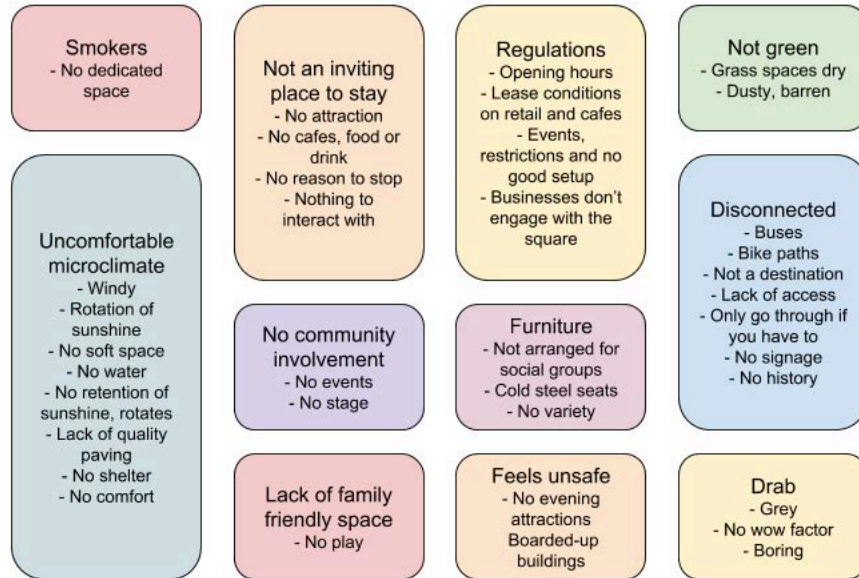 Smokers
- No dedicated
space
Uncomfortable
microclimate
- Windy
- Rotation of
sunshine
- No soft space
- No water
- No retention of
sunshine, rotates
- Lack of quality
paving
- No shelter
- No comfort
Not an inviting
place to stay
- No attraction
- No cafes, food or
drink
- No reason to stop
- Nothing to
interact with
No community
involvement
- No events
- No stage
Lack of family
friendly space
- No play
Regulations
- Opening hours
- Lease conditions
on retail and cafes
- Events,
restrictions and no
good setup
- Businesses don't
engage with the
square
Furniture
- Not arranged for
social groups
- Cold steel seats
- No variety
Feels unsafe
- No evening
attractions
Boarded-up
buildings
Not green
- Grass spaces dry
- Dusty, barren
Disconnected
- Buses
- Bike paths
- Not a destination
- Lack of access
- Only go through if
you have to
- No signage
- No history
Drab
- Grey
- No wow factor
- Boring